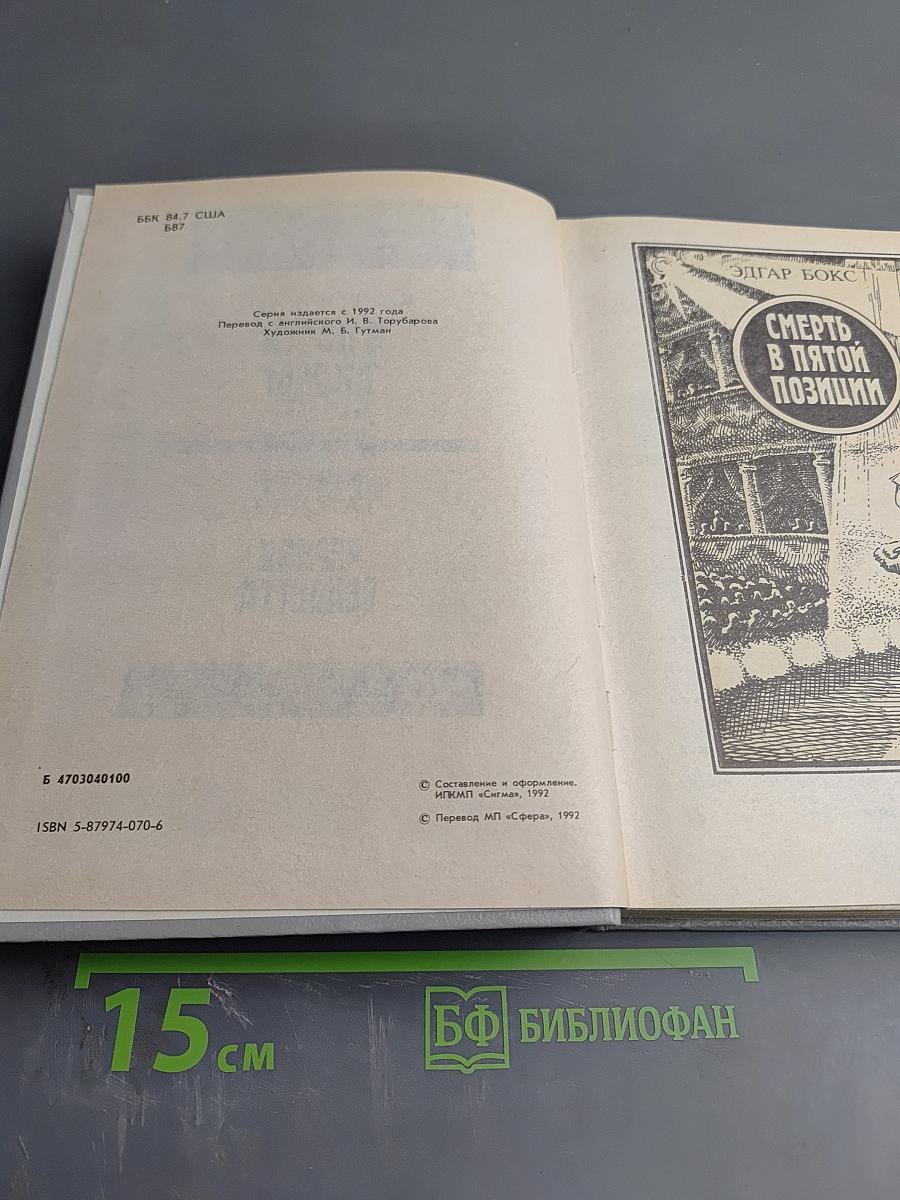 ББК 84.7 США
Б87
Серия издается с 1992 года
Перевод с английского И. В. Торубарова
Художник М. Б. Гутман
Б 4703040100
ISBN 5-87974-070-6
© Составление и оформление.
ИПКМП «Сигма», 1992
© Перевод МП «Сфера», 1992
ЭДГАР БОКС
СМЕРТЬ
В ПЯТОЙ
ПОЗИЦИИ
15 см
БФ БИБЛИОФАН